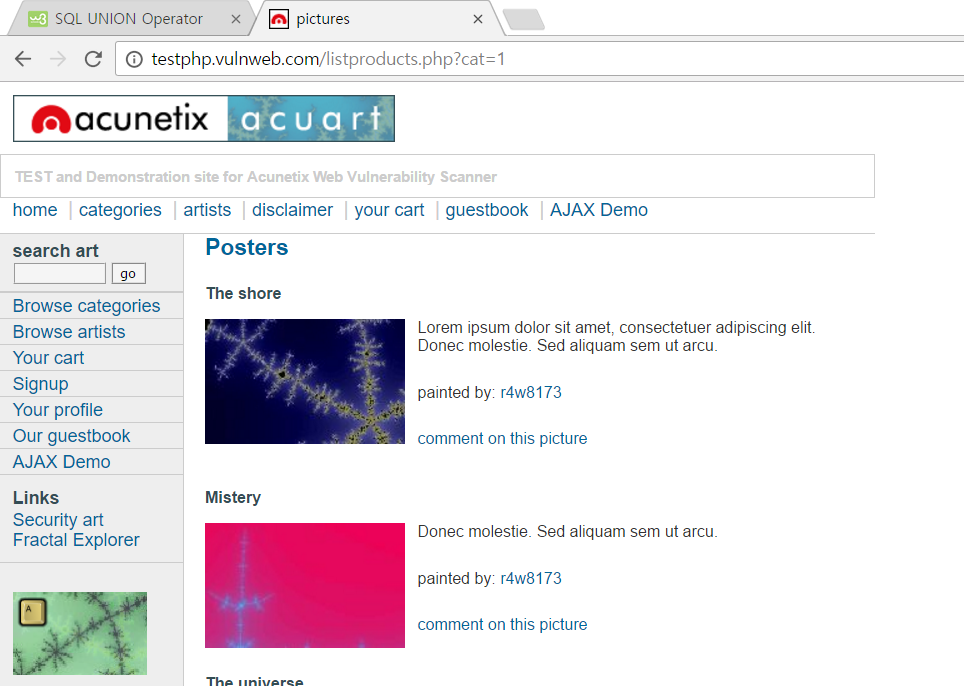 SQL UNION Operator
pictures
testphp.vulnweb.com/listproducts.php?cat=1
acunetix acuart
TEST and Demonstration site for Acunetix Web Vulnerability Scanner
home | categories | artists | disclaimer | your cart | guestbook | AJAX Demo
search art
go
Browse categories
Browse artists
Your cart
Signup
Your profile
Our guestbook
AJAX Demo
Links
Security art
Fractal Explorer
A
Posters
The shore
Lorem ipsum dolor sit amet, consectetuer adipiscing elit.
Donec molestie. Sed aliquam sem ut arcu.
painted by: r4w8173
comment on this picture
Mistery
Donec molestie. Sed aliquam sem ut arcu.
painted by: r4w8173
comment on this picture
The universe